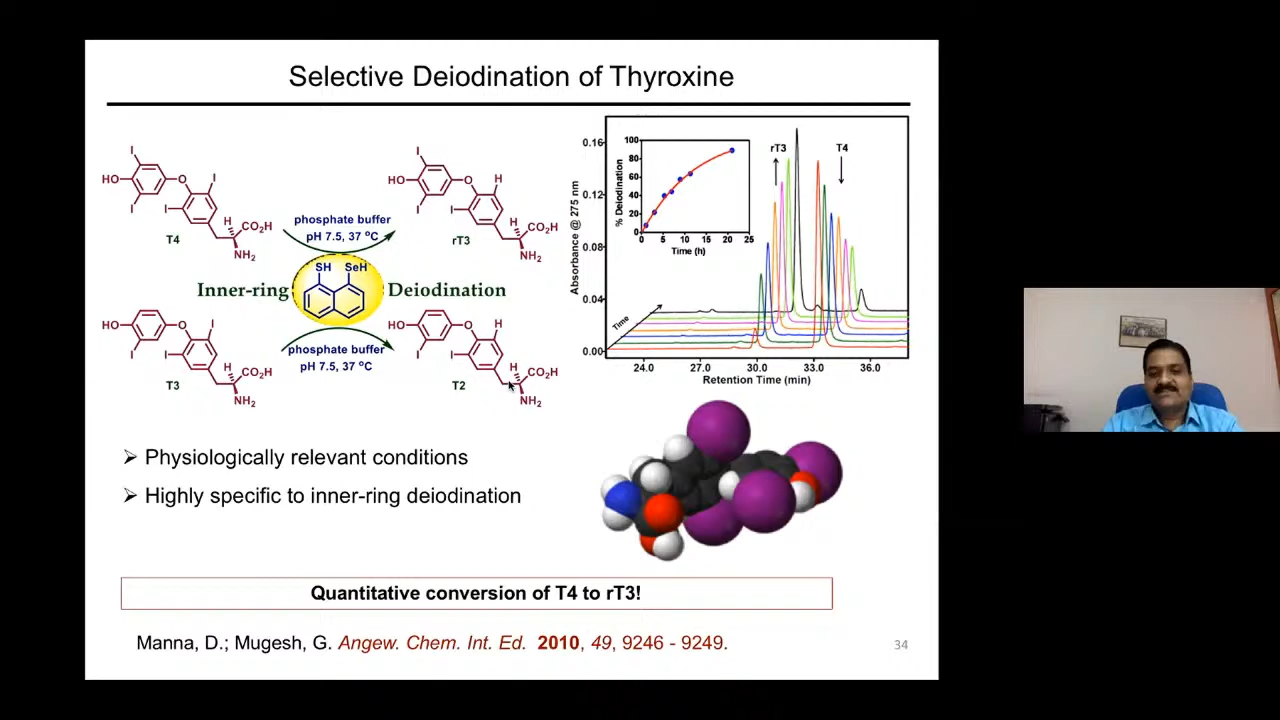 Selective Deiodination of Thyroxine
I
I
HO
O
I
I
I
H
CO₂H
NH₂
T4
phosphate buffer
pH 7.5, 37 ºC
I
H
HO
O
I
I
H
CO₂H
NH₂
rT3
Inner-ring
SH
SeH
Deiodination
HO
O
I
I
I
H
CO₂H
NH₂
T3
phosphate buffer
pH 7.5, 37 ºC
HO
O
H
I
I
H
CO₂H
NH₂
T2
Absorbance @ 275 nm
0.16
0.12
0.08
0.04
0.00
% Deiodination
100
80
60
40
20
0
0 5 10 15 20 25
Time (h)
rT3
T4
Time
24.0 27.0 30.0 33.0 36.0
Retention Time (min)
➢ Physiologically relevant conditions
➢ Highly specific to inner-ring deiodination
Quantitative conversion of T4 to rT3!
Manna, D.; Mugesh, G. Angew. Chem. Int. Ed. 2010, 49, 9246 - 9249.
34